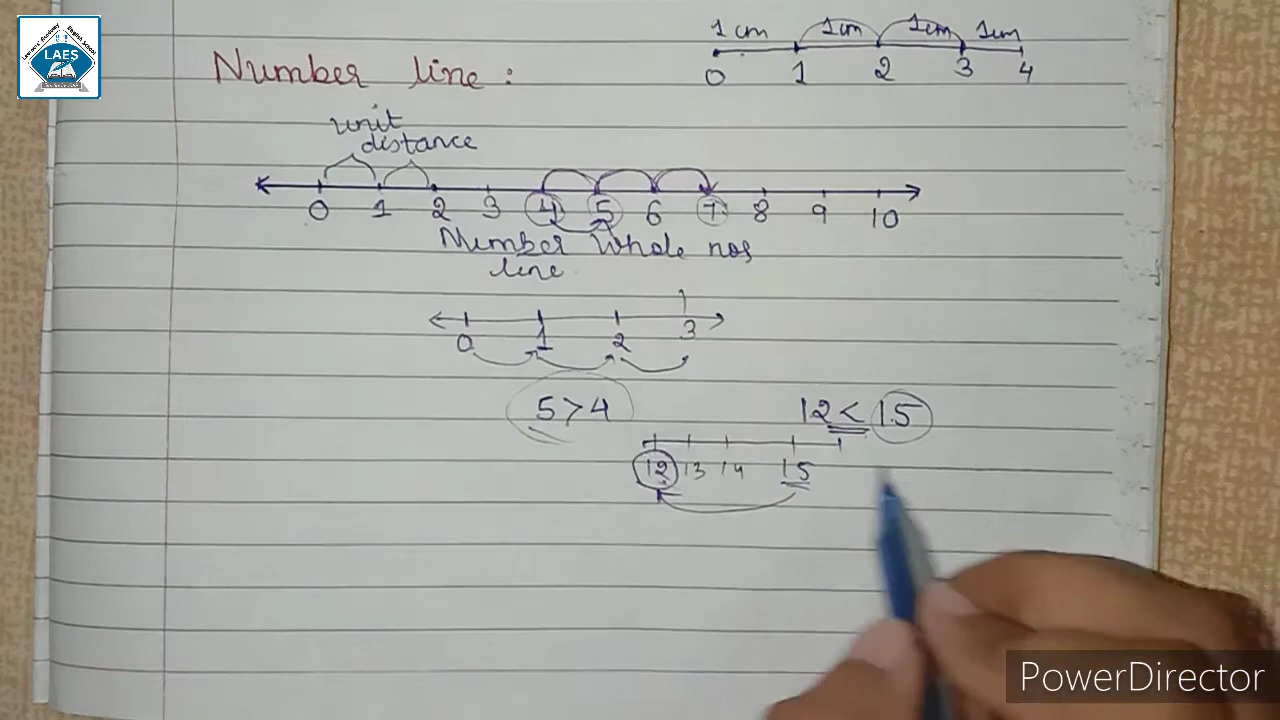 LAES
Number line :
1 cm 1cm 1cm 1cm
0 1 2 3 4
unit
distance
0 1 2 3 4 5 6 7 8 9 10
Number Whole nos
line
0 1 2 3
5 > 4
12 < 15
12 13 14 15
PowerDirector